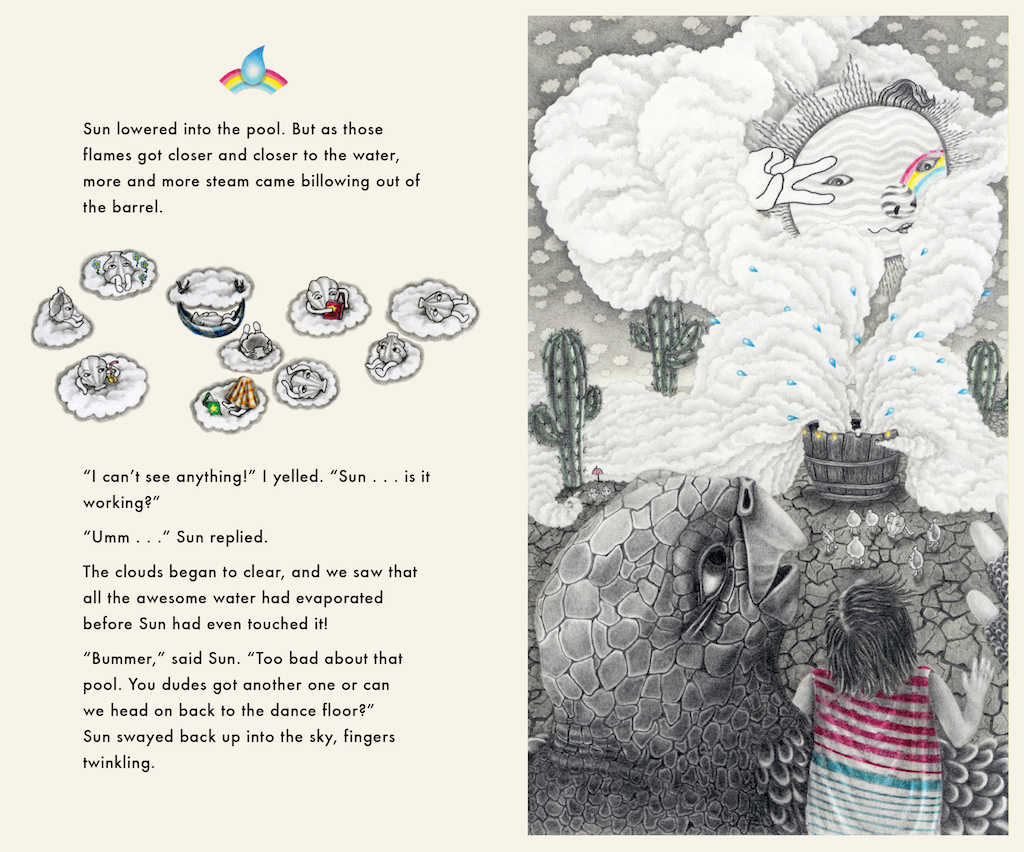 Sun lowered into the pool. But as those
flames got closer and closer to the water,
more and more steam came billowing out of
the barrel.
“I can’t see anything!” I yelled. “Sun . . . is it
working?”
“Umm . . .” Sun replied.
The clouds began to clear, and we saw that
all the awesome water had evaporated
before Sun had even touched it!
“Bummer,” said Sun. “Too bad about that
pool. You dudes got another one or can
we head on back to the dance floor?”
Sun swayed back up into the sky, fingers
twinkling.